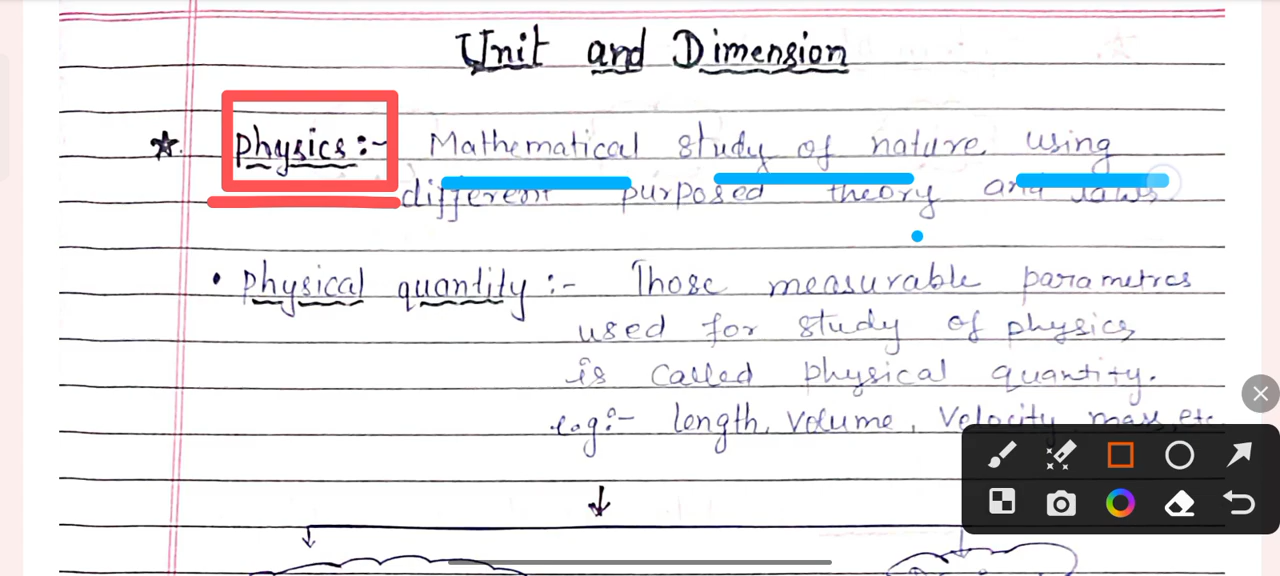 Unit and Dimension
★ Physics:- Mathematical study of nature using
different purposed theory and laws.
• Physical quantity :- Those measurable parametres
used for study of physics
is called physical quantity.
e.g:- length, volume, velocity, mass, etc